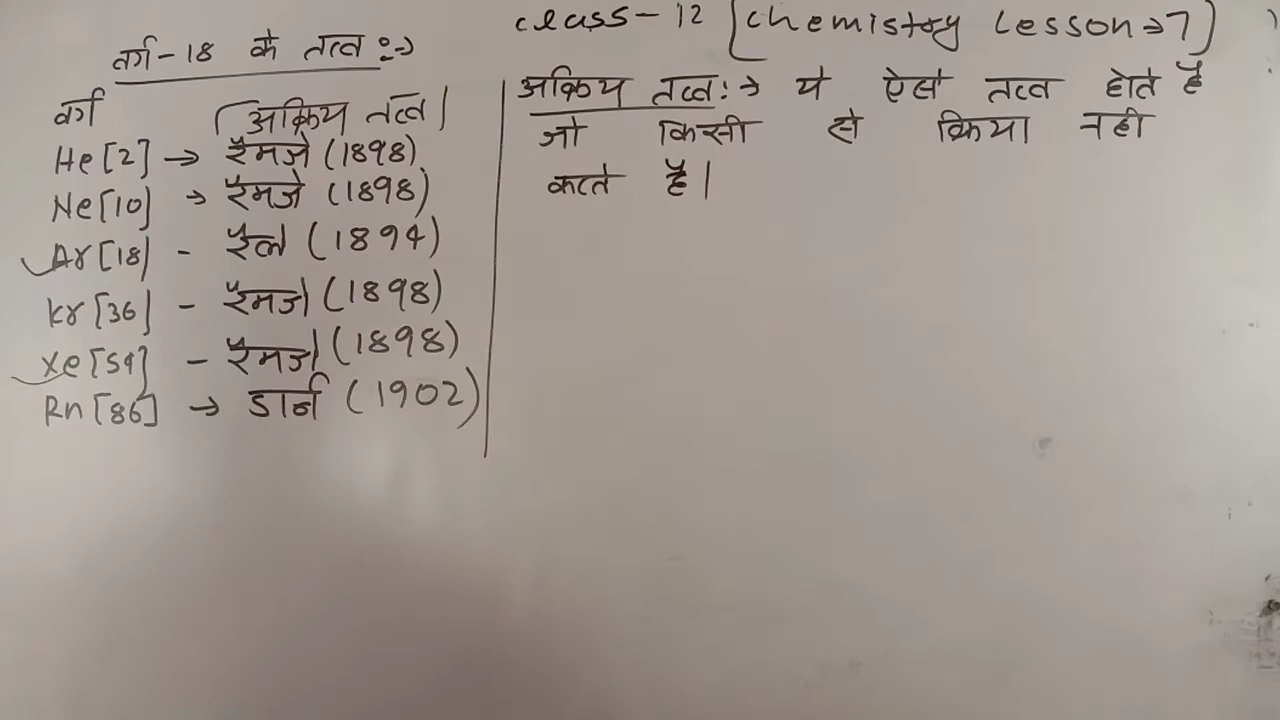 class-12 [chemistry Lesson→7]
वर्ग-18 के तत्व :→
वर्ग [अक्रिय तत्व]
He[2] → रैमजे (1898)
Ne[10] → रैमजे (1898)
Ar[18] - रैले (1894)
Kr[36] - रैमजे (1898)
Xe[54] - रैमजे (1898)
Rn[86] → डार्न (1902)
अक्रिय तत्व :→ ये ऐसे तत्व होते है
जो किसी से क्रिया नही
करते है।